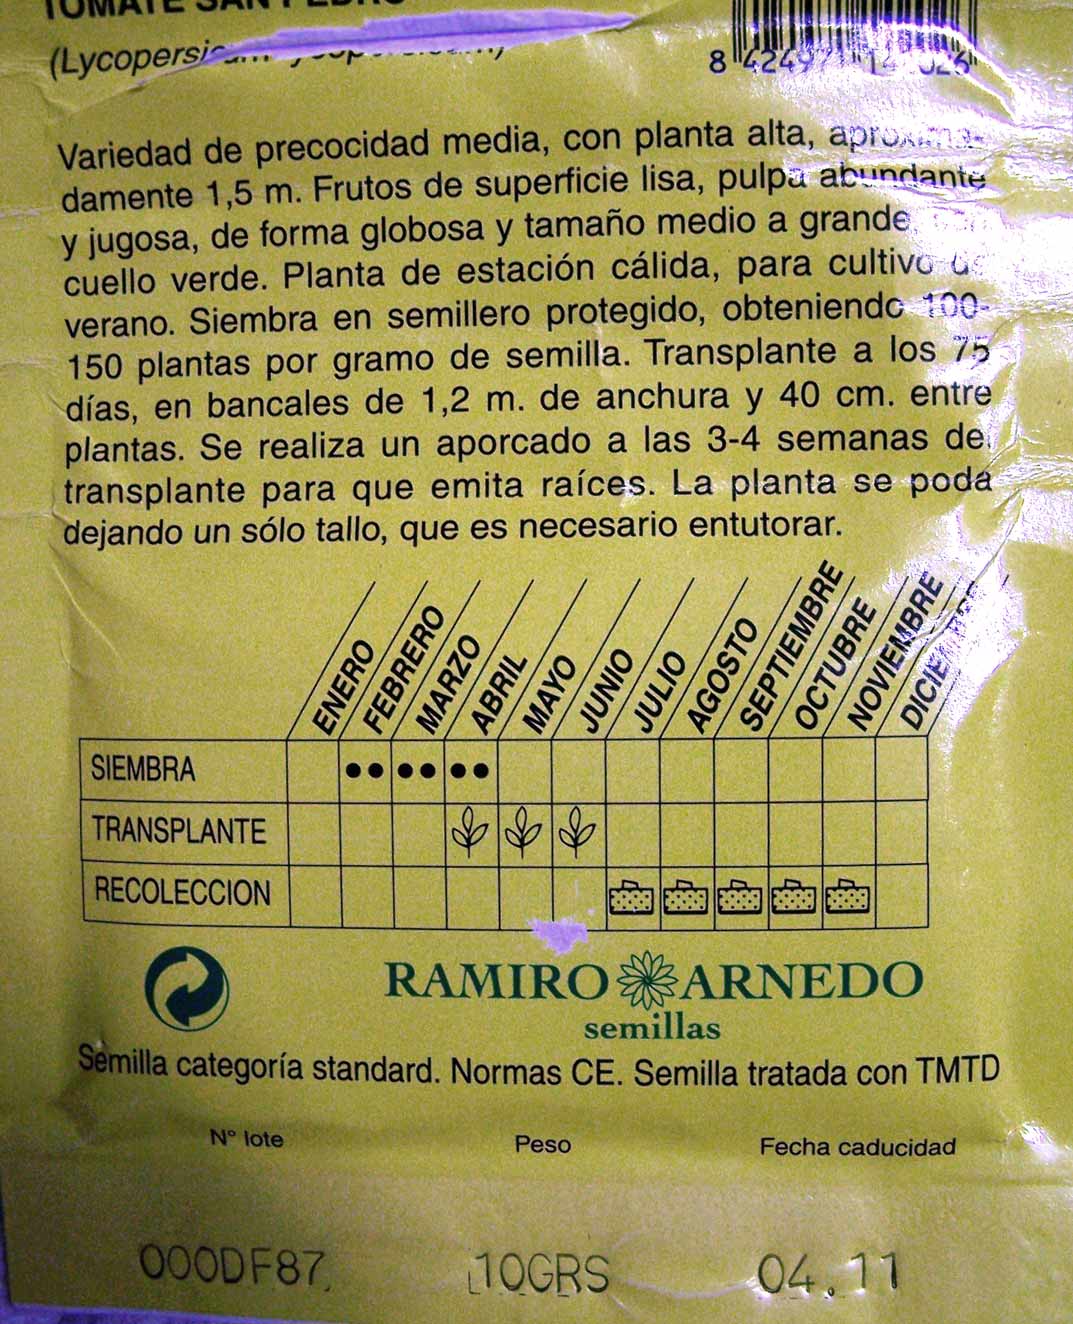 TOMATE SAN PEDRO
8 424971 14
Variedad de precocidad media, con planta alta, aproxima-
damente 1,5 m. Frutos de superficie lisa, pulpa abundante
y jugosa, de forma globosa y tamaño medio a grande
cuello verde. Planta de estación cálida, para cultivo de
verano. Siembra en semillero protegido, obteniendo 100-
150 plantas por gramo de semilla. Transplante a los 75
días, en bancales de 1,2 m. de anchura y 40 cm. entre
plantas. Se realiza un aporcado a las 3-4 semanas del
transplante para que emita raíces. La planta se poda
dejando un sólo tallo, que es necesario entutorar.
ENERO FEBRERO MARZO ABRIL MAYO JUNIO JULIO AGOSTO SEPTIEMBRE OCTUBRE NOVIEMBRE DICIEMBRE
SIEMBRA
TRANSPLANTE
RECOLECCION
RAMIRO ARNEDO
semillas
Semilla categoría standard. Normas CE. Semilla tratada con TMTD
Nº lote Peso Fecha caducidad
000DF87 10GRS 04.11